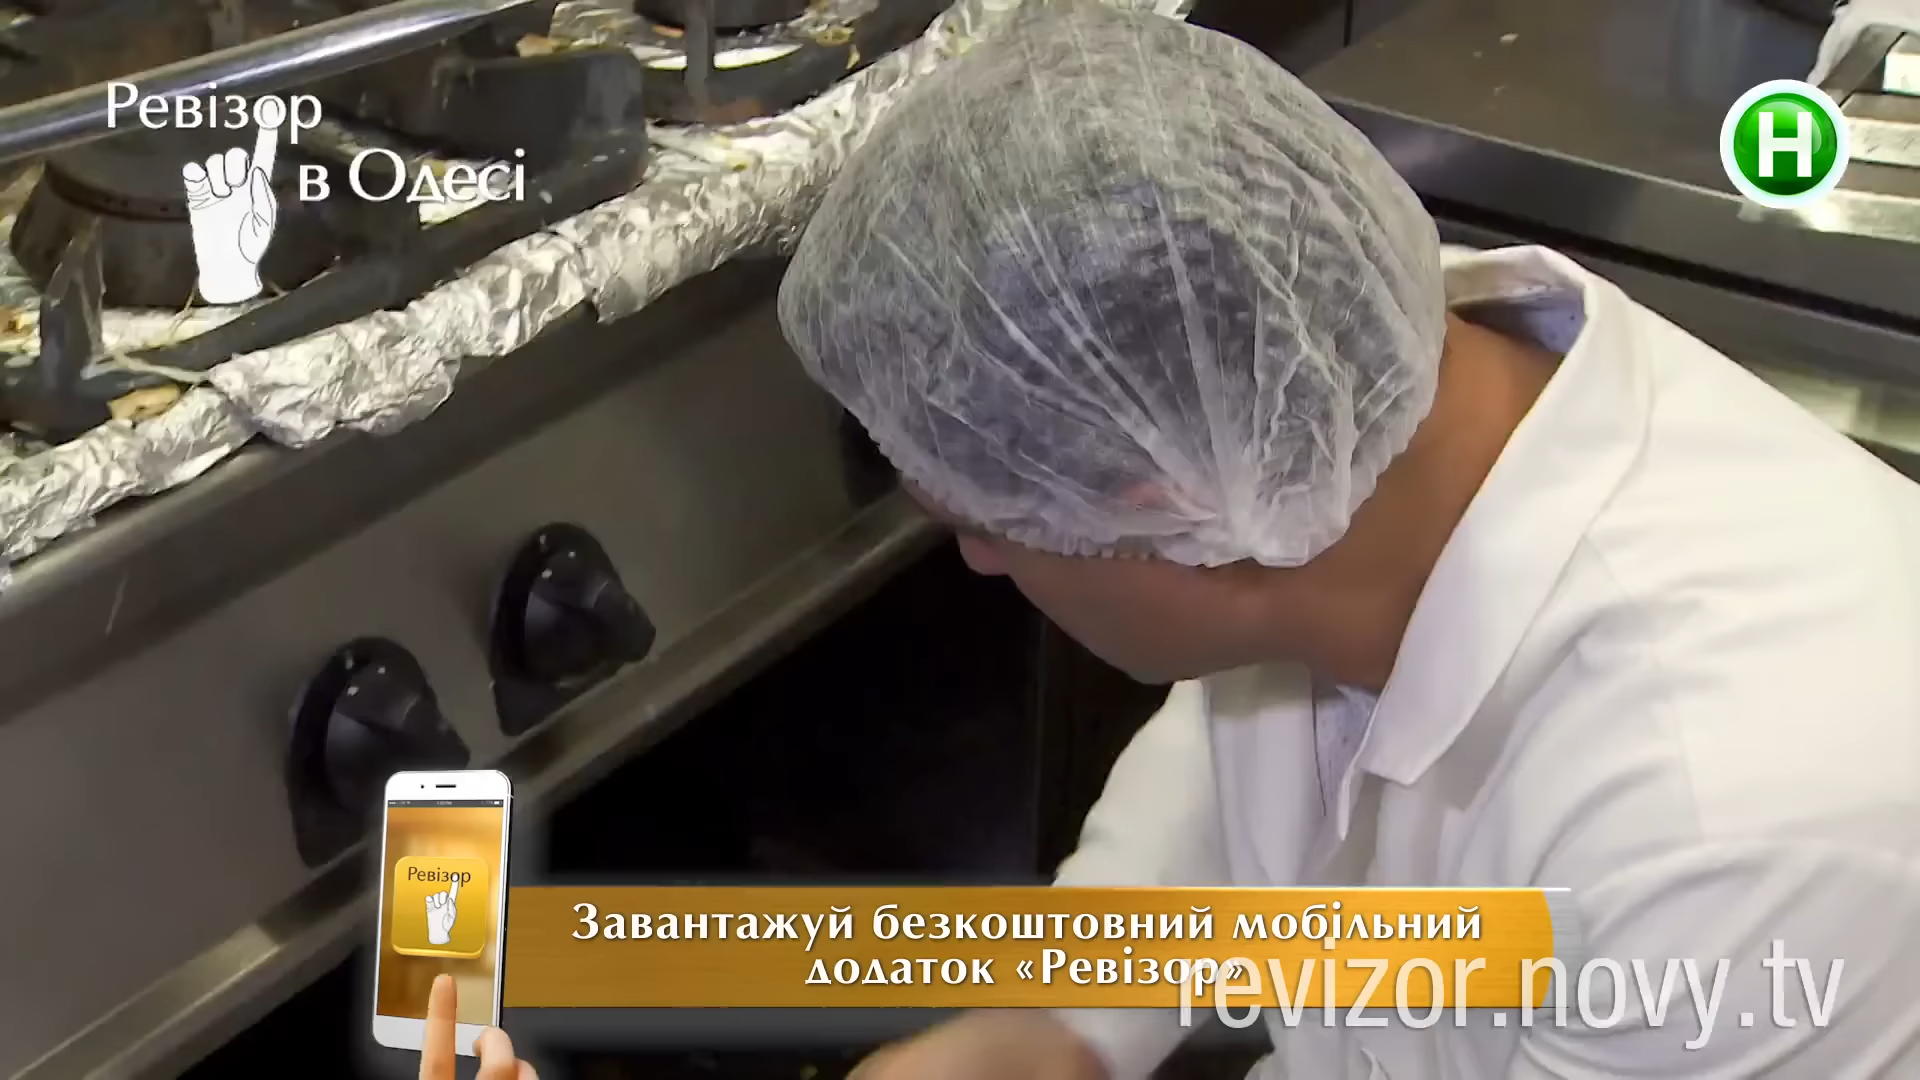 Ревізор
в Одесі
Н
Ревізор
Завантажуй безкоштовний мобільний
додаток «Ревізор»
revizor.novy.tv